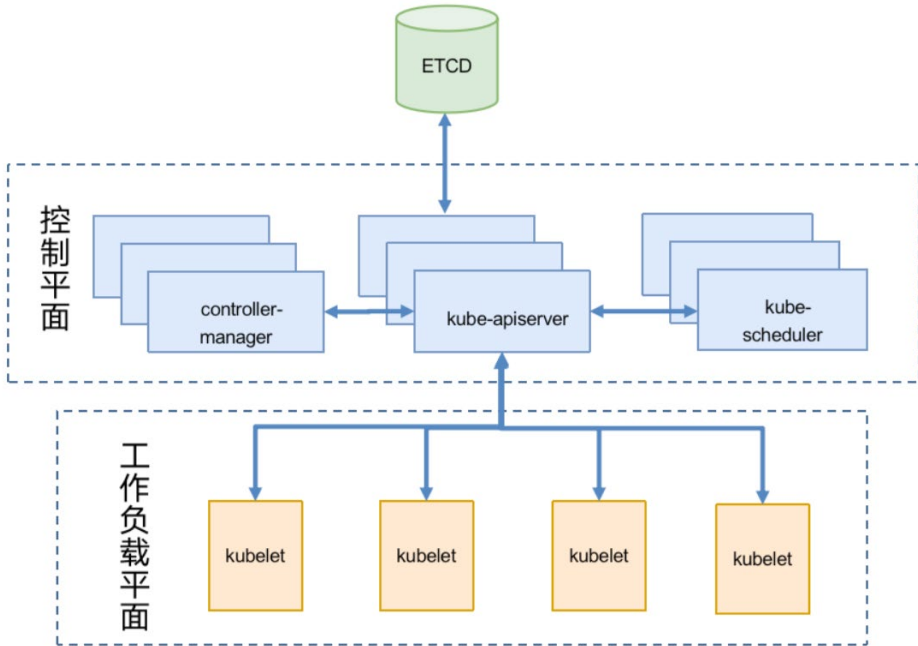 ETCD
控制平面
controller-
manager
kube-apiserver
kube-
scheduler
工作负载平面
kubelet
kubelet
kubelet
kubelet